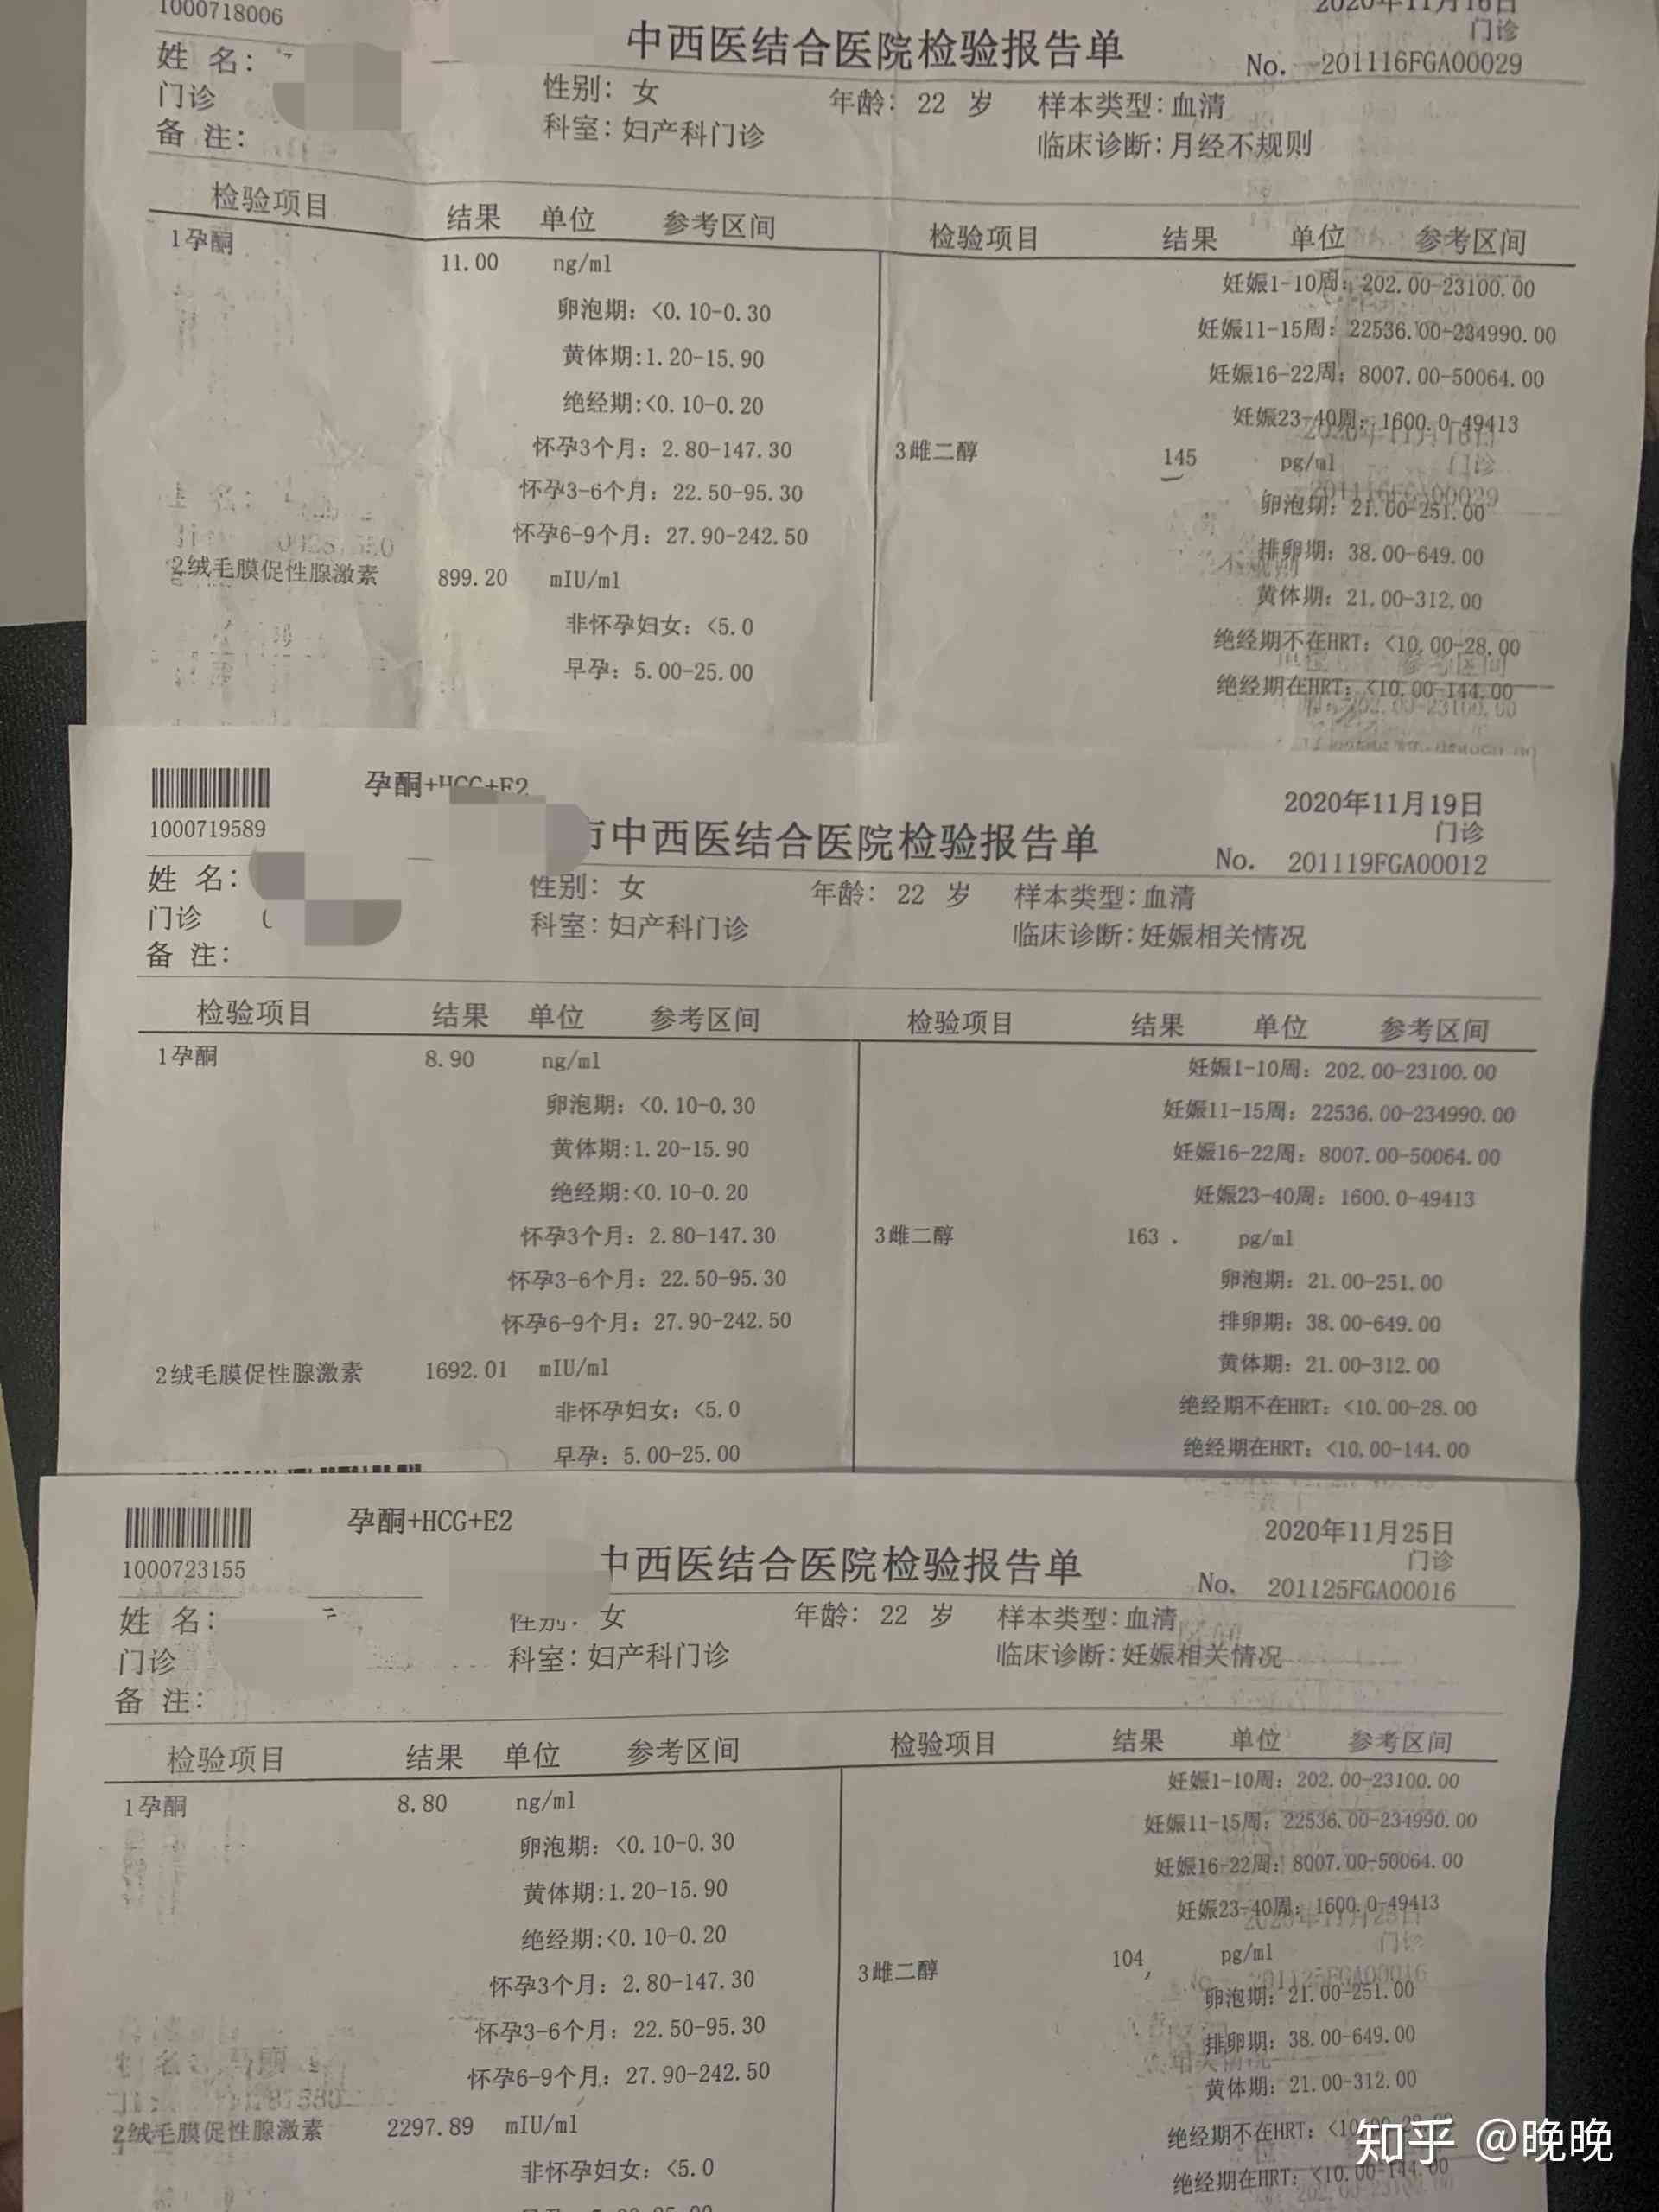 1000718006
2020年11月16日
门诊
中西医结合医院检验报告单
No. 201116FGA00029
姓 名：
性别：女
年龄：22 岁
样本类型：血清
门诊
科室：妇产科门诊
临床诊断：月经不规则
备 注：
检验项目 结果 单位 参考区间
1孕酮 11.00 ng/ml
卵泡期：<0.10-0.30
黄体期:1.20-15.90
绝经期:<0.10-0.20
怀孕3个月：2.80-147.30
怀孕3-6个月：22.50-95.30
怀孕6-9个月：27.90-242.50
2绒毛膜促性腺激素 899.20 mIU/ml
非怀孕妇女：<5.0
早孕：5.00-25.00
检验项目 结果 单位 参考区间
妊娠1-10周：202.00-23100.00
妊娠11-15周：22536.00-234990.00
妊娠16-22周：8007.00-50064.00
妊娠23-40周：1600.0-49413
3雌二醇 145 pg/ml
卵泡期：21.00-251.00
排卵期：38.00-649.00
黄体期：21.00-312.00
绝经期不在HRT：<10.00-28.00
绝经期在HRT：<10.00-144.00
孕酮+HCG+E2
1000719589
2020年11月19日
门诊
市中西医结合医院检验报告单
No. 201119FGA00012
姓 名：
性别：女
年龄：22 岁
样本类型：血清
门诊
科室：妇产科门诊
临床诊断：妊娠相关情况
备 注：
检验项目 结果 单位 参考区间
1孕酮 8.90 ng/ml
卵泡期：<0.10-0.30
黄体期:1.20-15.90
绝经期:<0.10-0.20
怀孕3个月：2.80-147.30
怀孕3-6个月：22.50-95.30
怀孕6-9个月：27.90-242.50
2绒毛膜促性腺激素 1692.01 mIU/ml
非怀孕妇女：<5.0
早孕：5.00-25.00
检验项目 结果 单位 参考区间
妊娠1-10周：202.00-23100.00
妊娠11-15周：22536.00-234990.00
妊娠16-22周：8007.00-50064.00
妊娠23-40周：1600.0-49413
3雌二醇 163 pg/ml
卵泡期：21.00-251.00
排卵期：38.00-649.00
黄体期：21.00-312.00
绝经期不在HRT：<10.00-28.00
绝经期在HRT：<10.00-144.00
孕酮+HCG+E2
1000723155
2020年11月25日
门诊
中西医结合医院检验报告单
No. 201125FGA00016
姓 名：
性别：女
年龄：22 岁
样本类型：血清
门诊
科室：妇产科门诊
临床诊断：妊娠相关情况
备 注：
检验项目 结果 单位 参考区间
1孕酮 8.80 ng/ml
卵泡期：<0.10-0.30
黄体期:1.20-15.90
绝经期:<0.10-0.20
怀孕3个月：2.80-147.30
怀孕3-6个月：22.50-95.30
怀孕6-9个月：27.90-242.50
2绒毛膜促性腺激素 2297.89 mIU/ml
非怀孕妇女：<5.0
检验项目 结果 单位 参考区间
妊娠1-10周：202.00-23100.00
妊娠11-15周：22536.00-234990.00
妊娠16-22周：8007.00-50064.00
妊娠23-40周：1600.0-49413
3雌二醇 104 pg/ml
卵泡期：21.00-251.00
排卵期：38.00-649.00
黄体期：21.00-312.00
绝经期不在HRT：
绝经期在HRT：<10.00-144.00
知乎 @晚晚